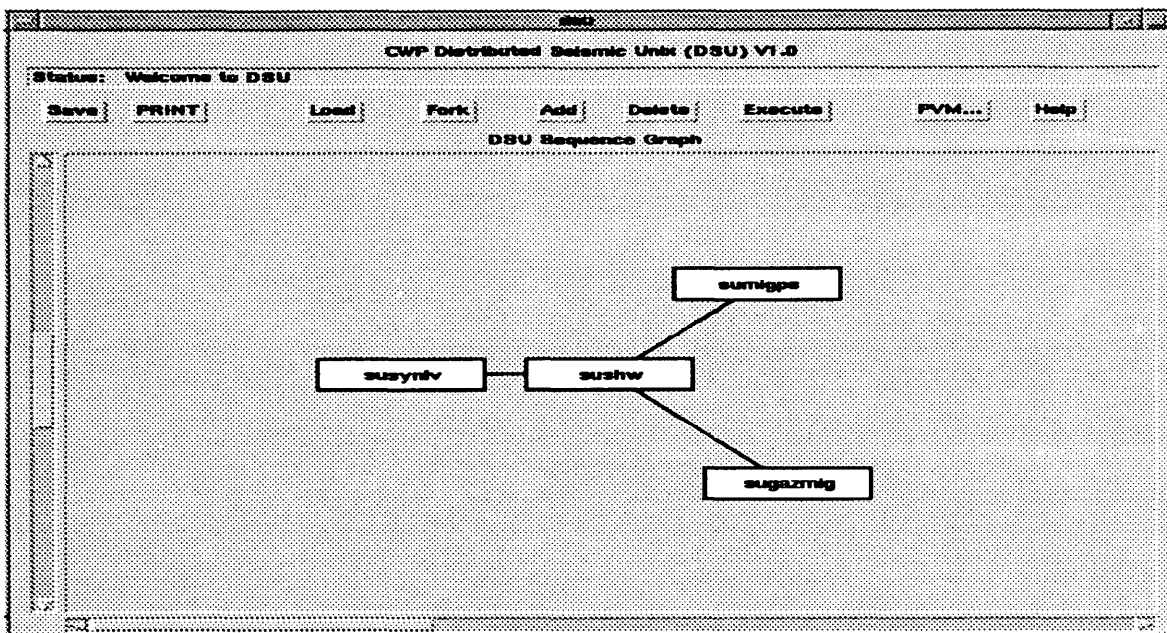 CWP Distributed Seismic Unix (DSU) V1.0
Status: Welcome to DSU
Save PRINT Load Fork Add Delete Execute PVM... Help
DSU Sequence Graph
sumigps
susynlv sushw
sugazmig